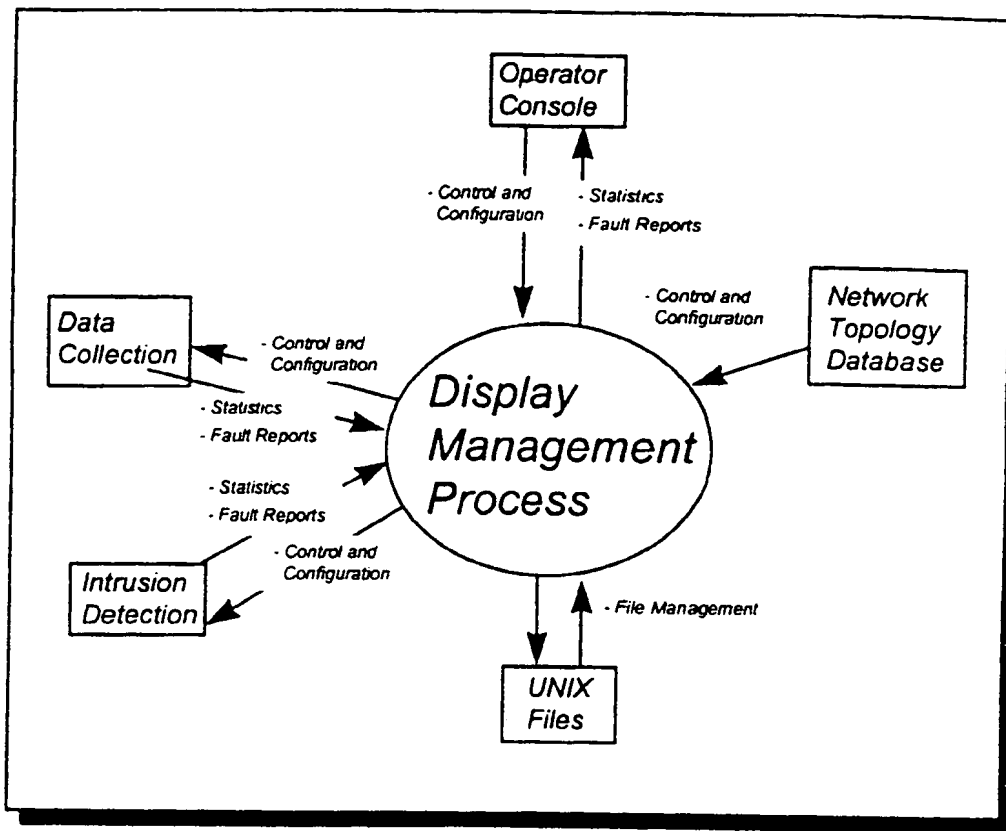 Operator
Console
- Control and
Configuration
- Statistics
- Fault Reports
Network
Topology
Database
- Control and
Configuration
Data
Collection
- Control and
Configuration
- Statistics
- Fault Reports
Display
Management
Process
- Statistics
- Fault Reports
- Control and
Configuration
Intrusion
Detection
- File Management
UNIX
Files